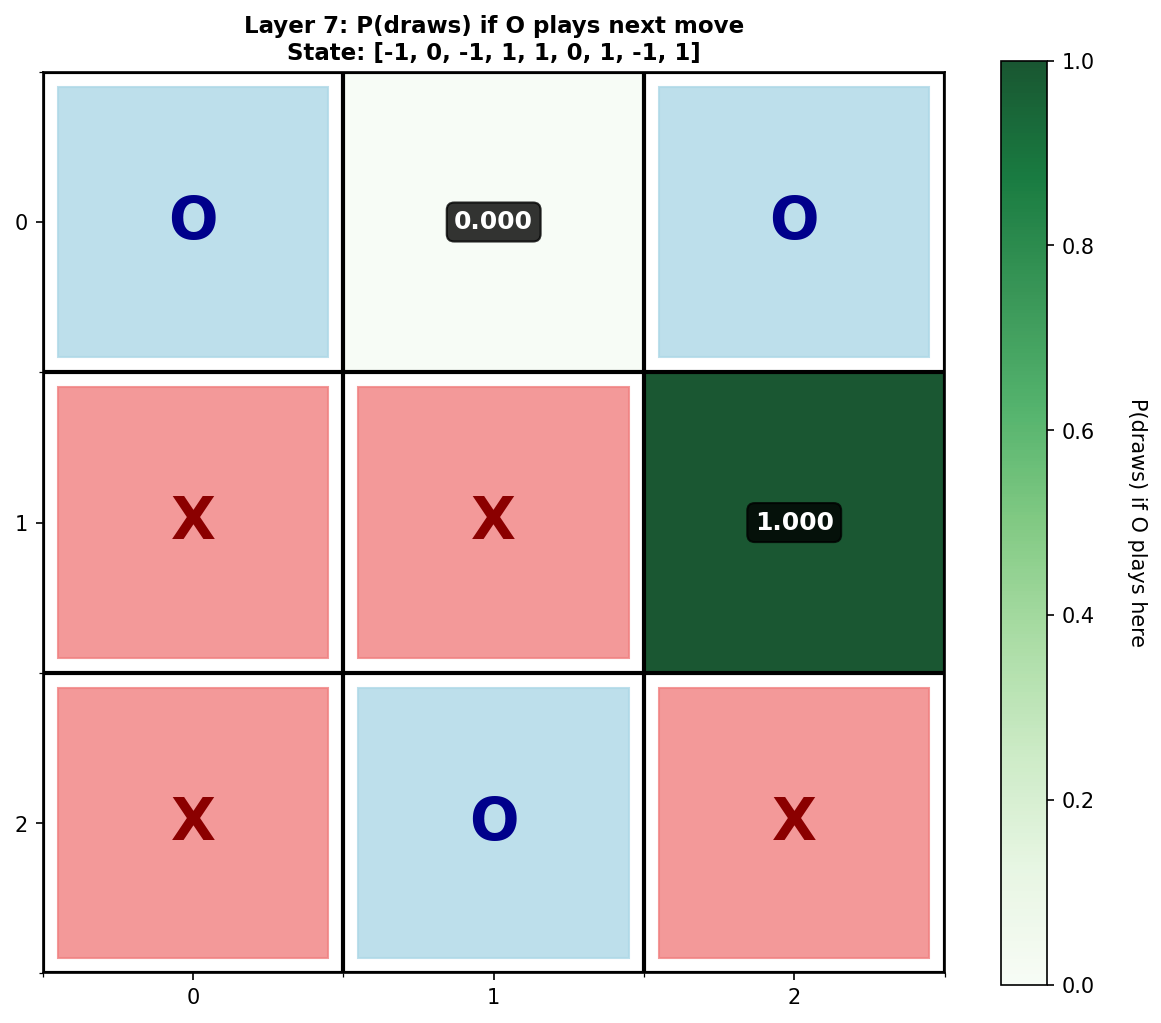 Layer 7: P(draws) if O plays next move
State: [-1, 0, -1, 1, 1, 0, 1, -1, 1]
1.0
0.8
0.6
0.4
0.2
0.0
P(draws) if O plays here
0
O
0.000
O
1
X
X
1.000
2
X
O
X
0
1
2